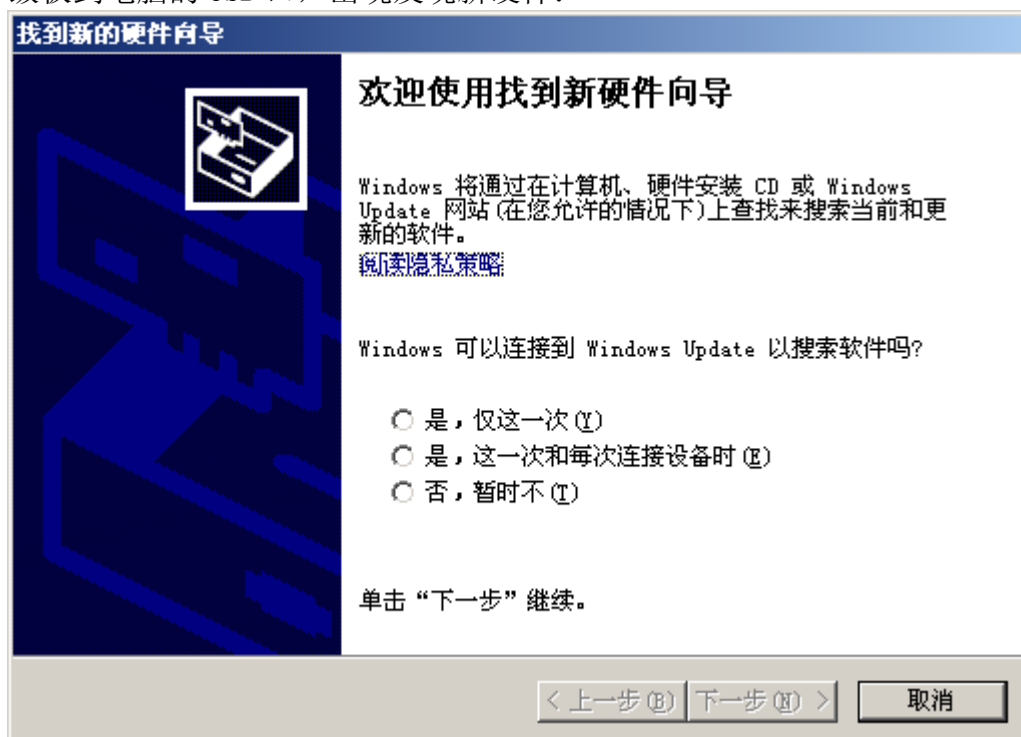 找到新的硬件向导
欢迎使用找到新硬件向导
Windows 将通过在计算机、硬件安装 CD 或 Windows
Update 网站(在您允许的情况下)上查找来搜索当前和更
新的软件。
阅读隐私策略
Windows 可以连接到 Windows Update 以搜索软件吗?
是，仅这一次(Y)
是，这一次和每次连接设备时(E)
否，暂时不(T)
单击“下一步”继续。
< 上一步(B) 下一步(N) > 取消